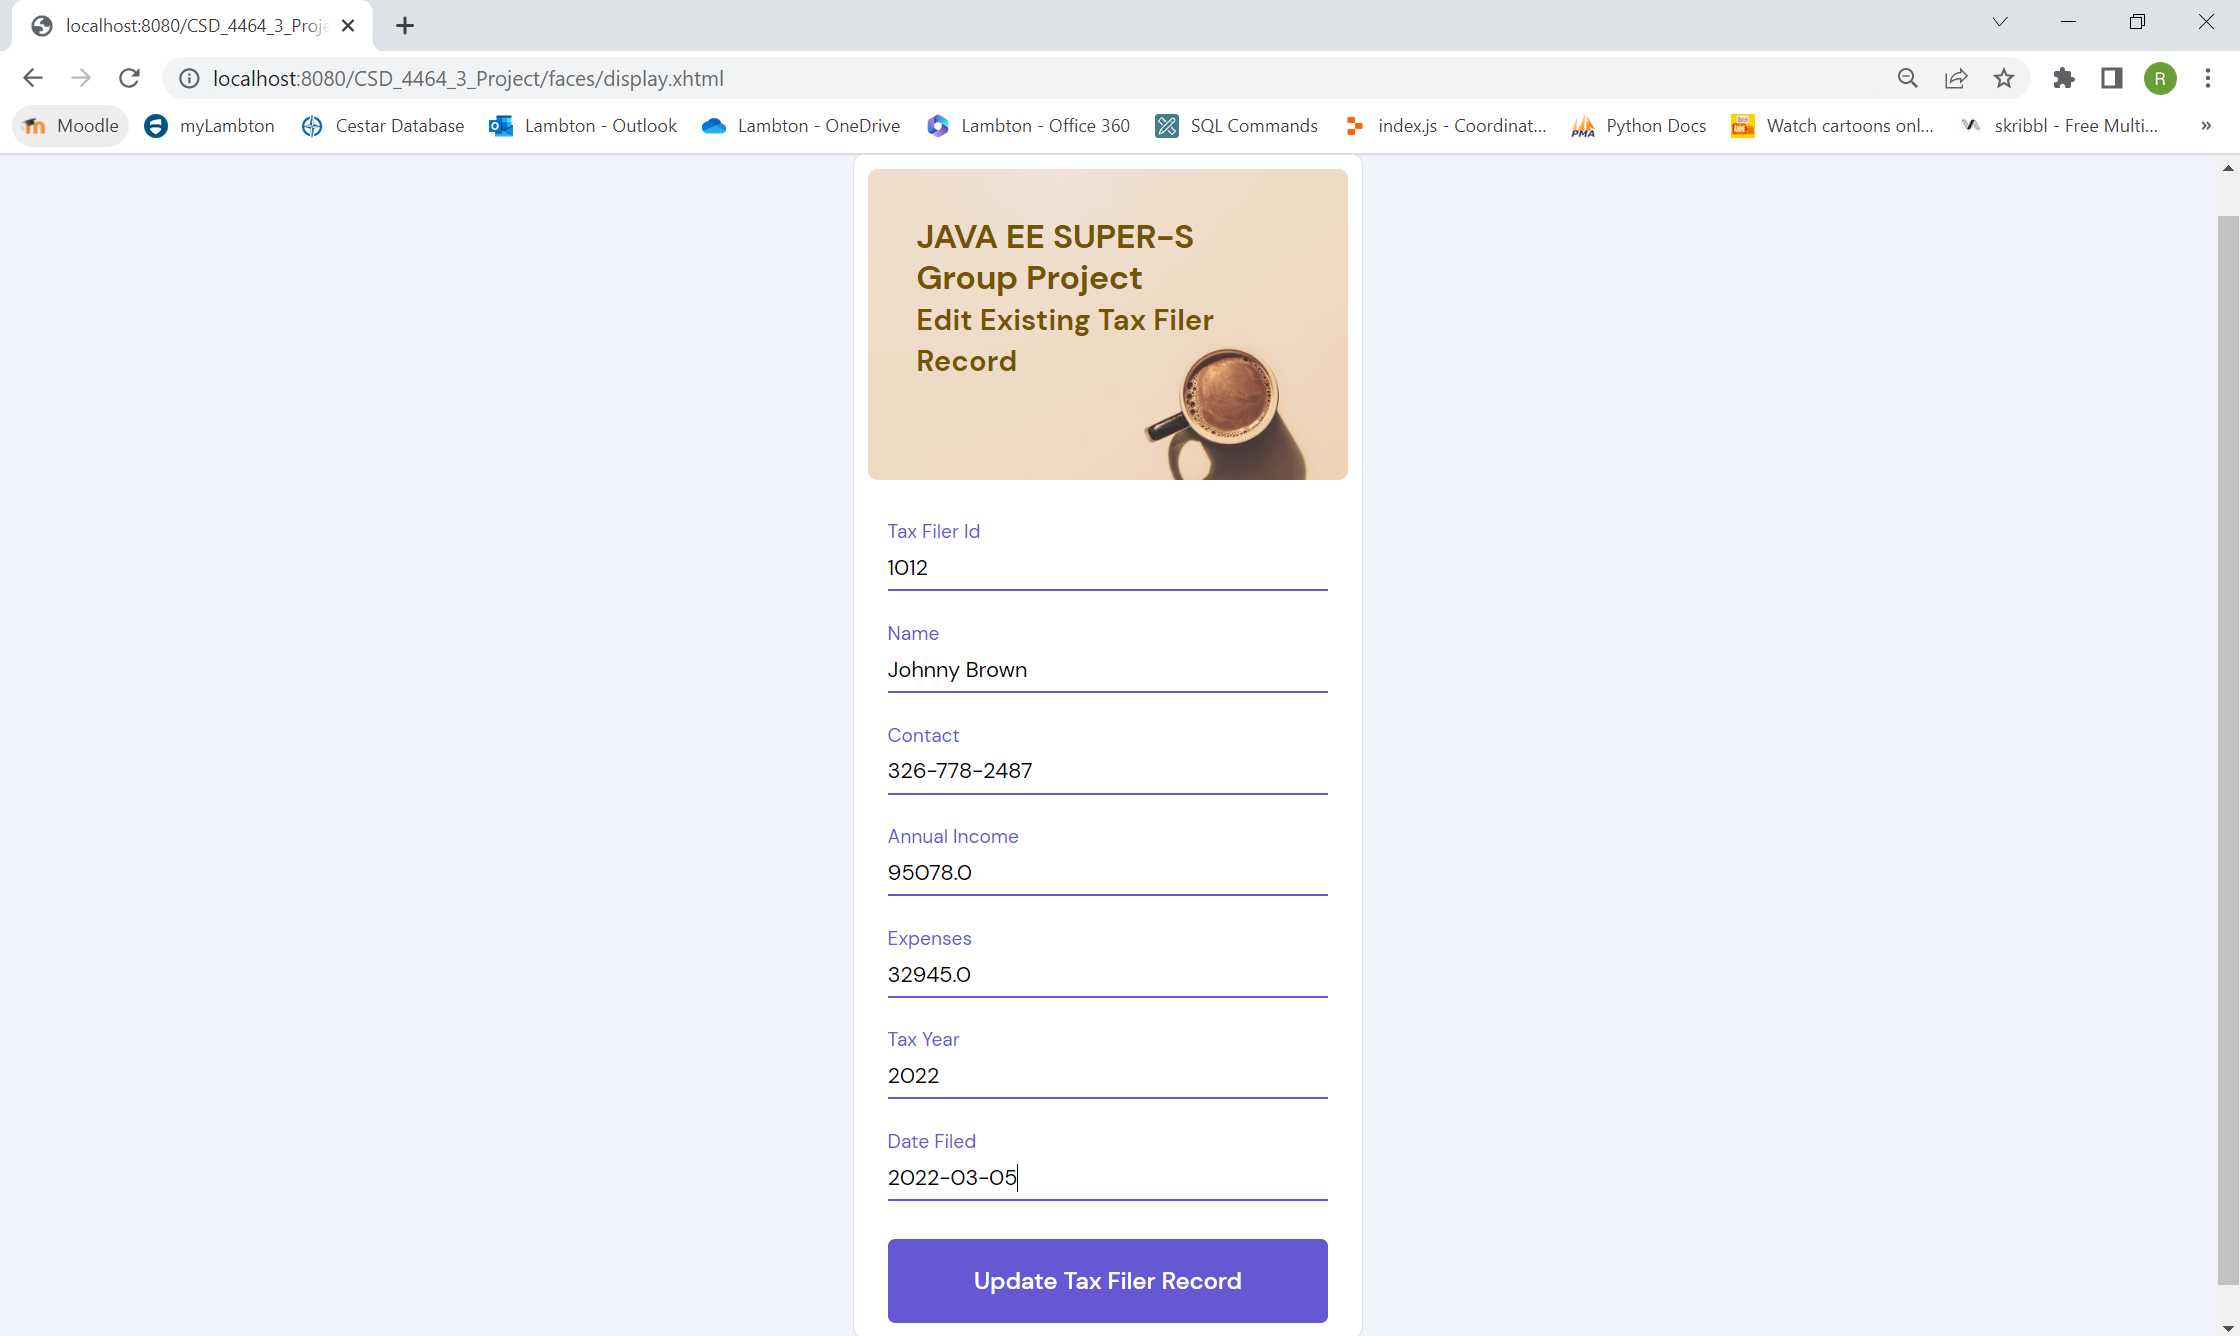 localhost:8080/CSD_4464_3_Proje
localhost:8080/CSD_4464_3_Project/faces/display.xhtml
R
Moodle
myLambton
Cestar Database
Lambton - Outlook
Lambton - OneDrive
Lambton - Office 360
SQL Commands
index.js - Coordinat...
PMA
Python Docs
Watch cartoons onl...
skribbl - Free Multi...
»
JAVA EE SUPER-S
Group Project
Edit Existing Tax Filer
Record
Tax Filer Id
1012
Name
Johnny Brown
Contact
326-778-2487
Annual Income
95078.0
Expenses
32945.0
Tax Year
2022
Date Filed
2022-03-05
Update Tax Filer Record